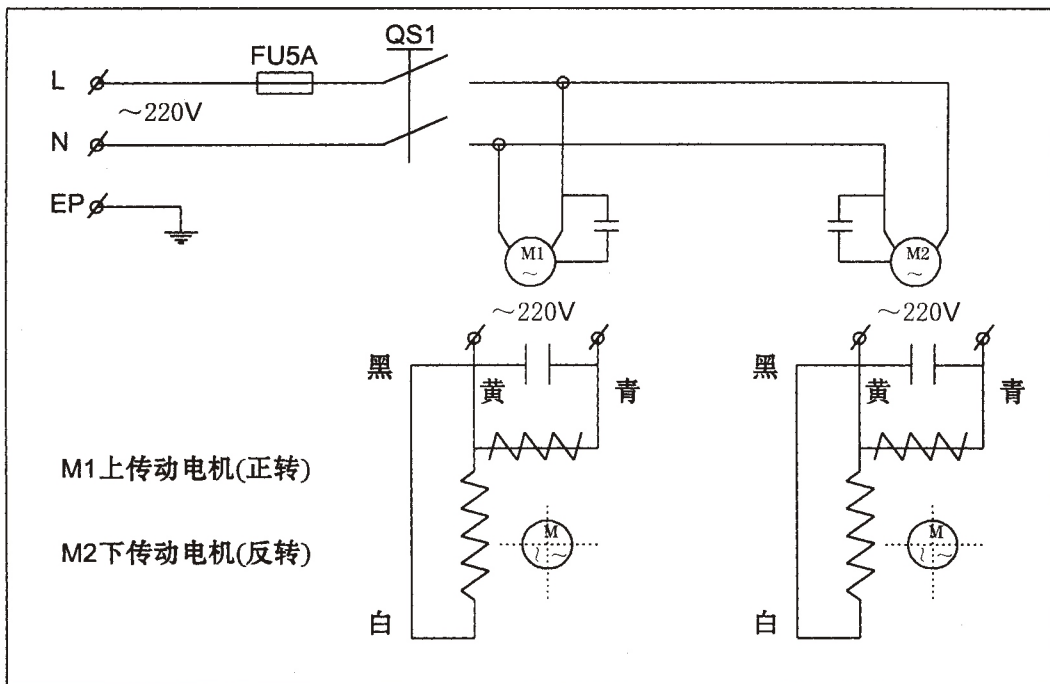 QS1
FU5A
L
～220V
N
EP
M1
～
M2
～
～220V
～220V
黑
黄
青
黑
黄
青
M1上传动电机(正转)
M
～
～
M
～
～
M2下传动电机(反转)
白
白